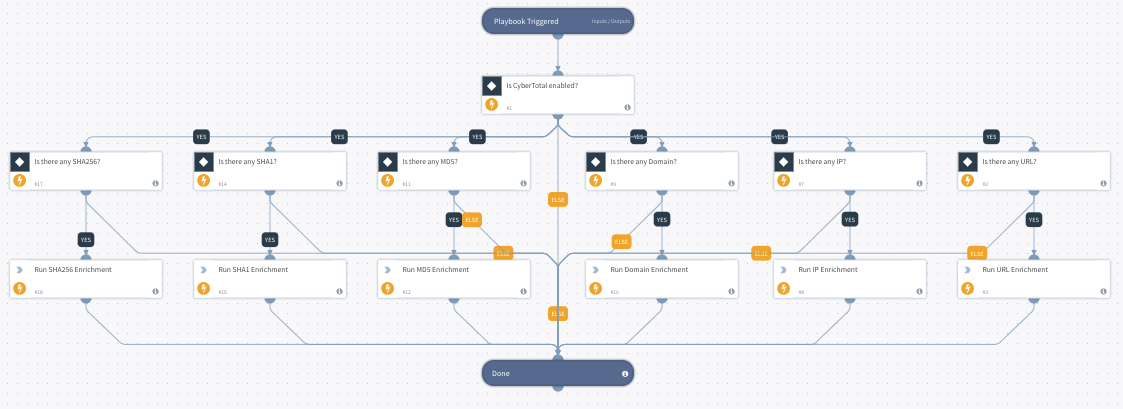 Playbook Triggered Inputs / Outputs
Is CyberTotal enabled?
#1
YES YES YES YES YES YES
Is there any SHA256? Is there any SHA1? Is there any MD5? Is there any Domain? Is there any IP? Is there any URL?
#17 #14 #11 #9 #7 #2
ELSE
YES ELSE YES YES YES
YES YES ELSE
ELSE ELSE ELSE
Run SHA256 Enrichment Run SHA1 Enrichment Run MD5 Enrichment Run Domain Enrichment Run IP Enrichment Run URL Enrichment
#15 #12 #10 #3
ELSE
Done